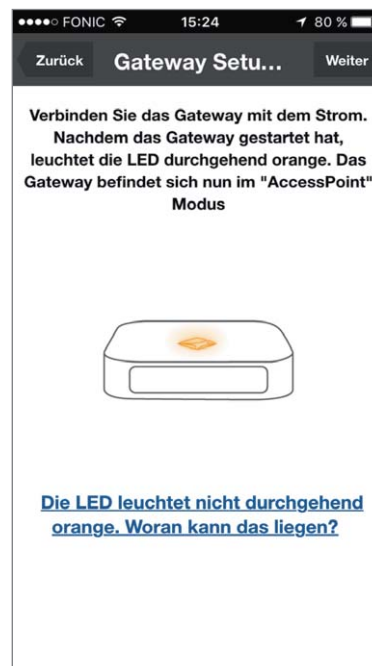 FONIC 15:24 80 %
Zurück Gateway Setu... Weiter
Verbinden Sie das Gateway mit dem Strom.
Nachdem das Gateway gestartet hat,
leuchtet die LED durchgehend orange. Das
Gateway befindet sich nun im "AccessPoint"
Modus
Die LED leuchtet nicht durchgehend
orange. Woran kann das liegen?